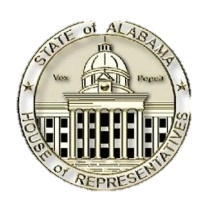 STATE of ALABAMA
Vox Populi
HOUSE of REPRESENTATIVES